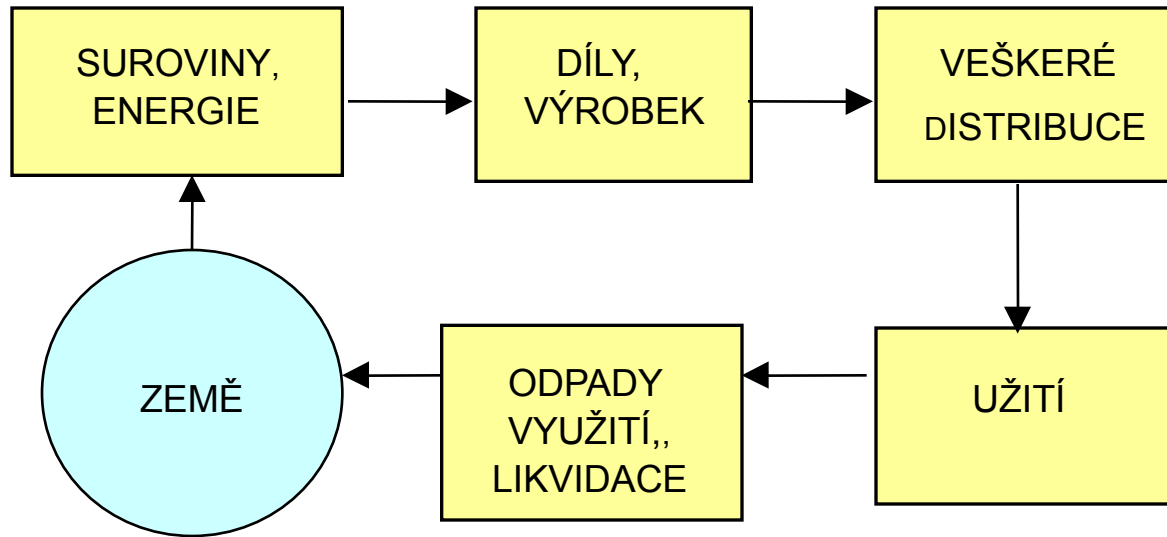 SUROVINY,
ENERGIE
DÍLY,
VÝROBEK
VEŠKERÉ
DISTRIBUCE
ZEMĚ
ODPADY
VYUŽITÍ,,
LIKVIDACE
UŽITÍ